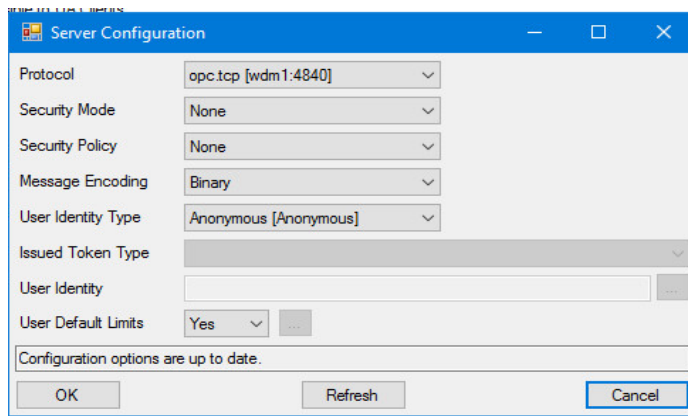 Server Configuration
Protocol opc.tcp [wdm1:4840]
Security Mode None
Security Policy None
Message Encoding Binary
User Identity Type Anonymous [Anonymous]
Issued Token Type
User Identity ...
User Default Limits Yes ...
Configuration options are up to date.
OK Refresh Cancel